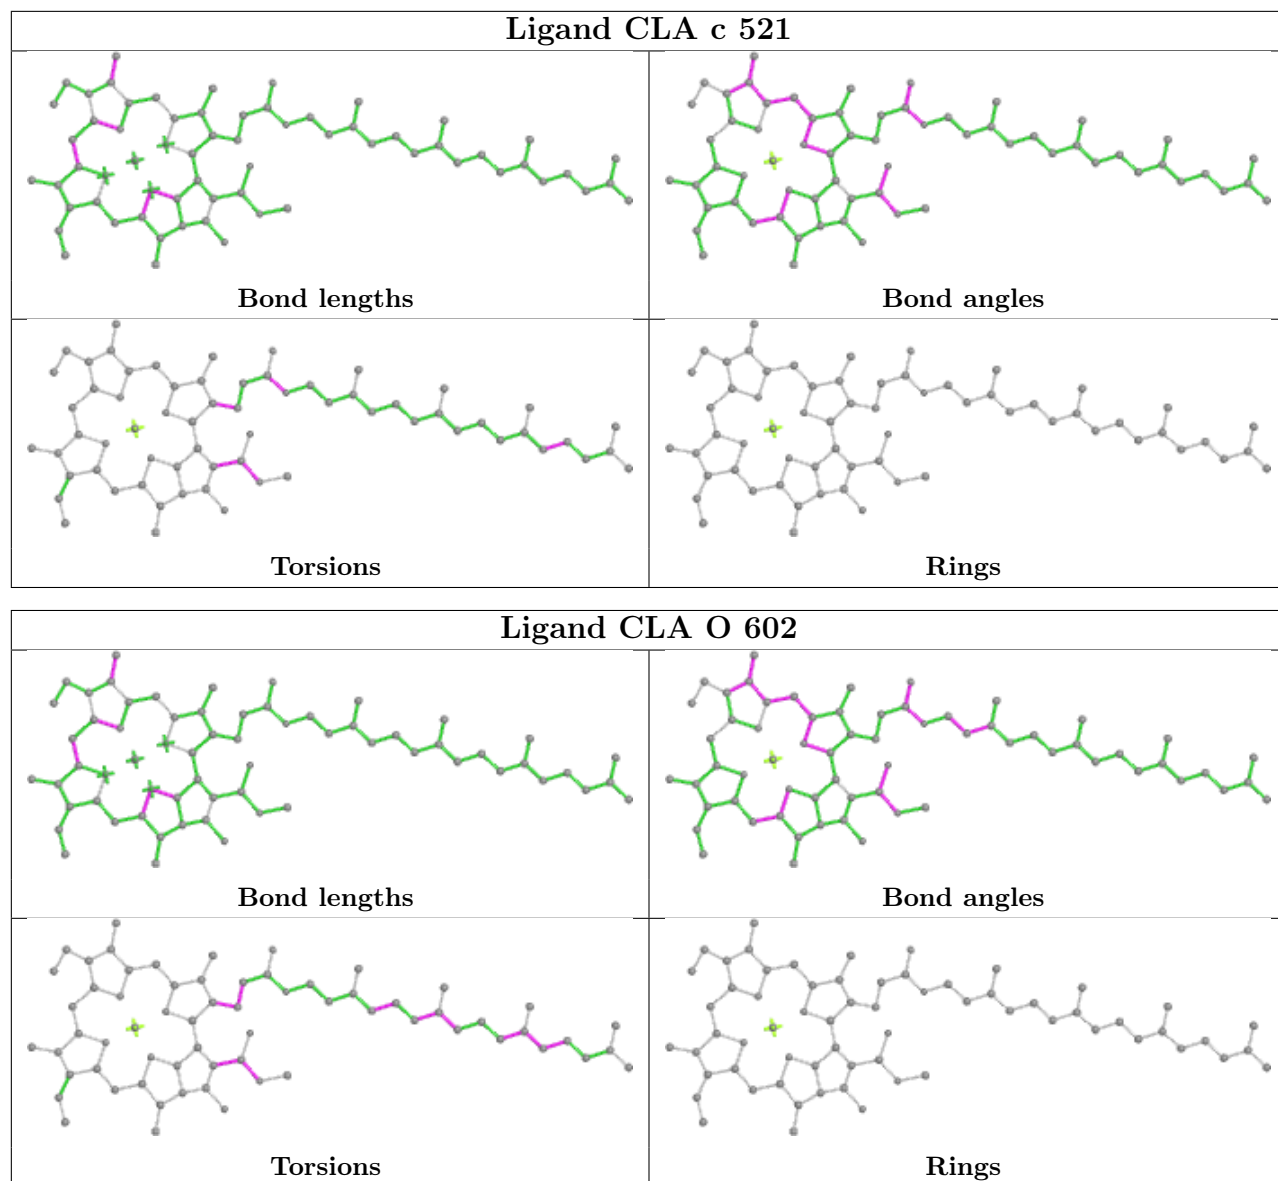 Ligand CLA c 521
Bond lengths
Bond angles
Torsions
Rings
Ligand CLA O 602
Bond lengths
Bond angles
Torsions
Rings